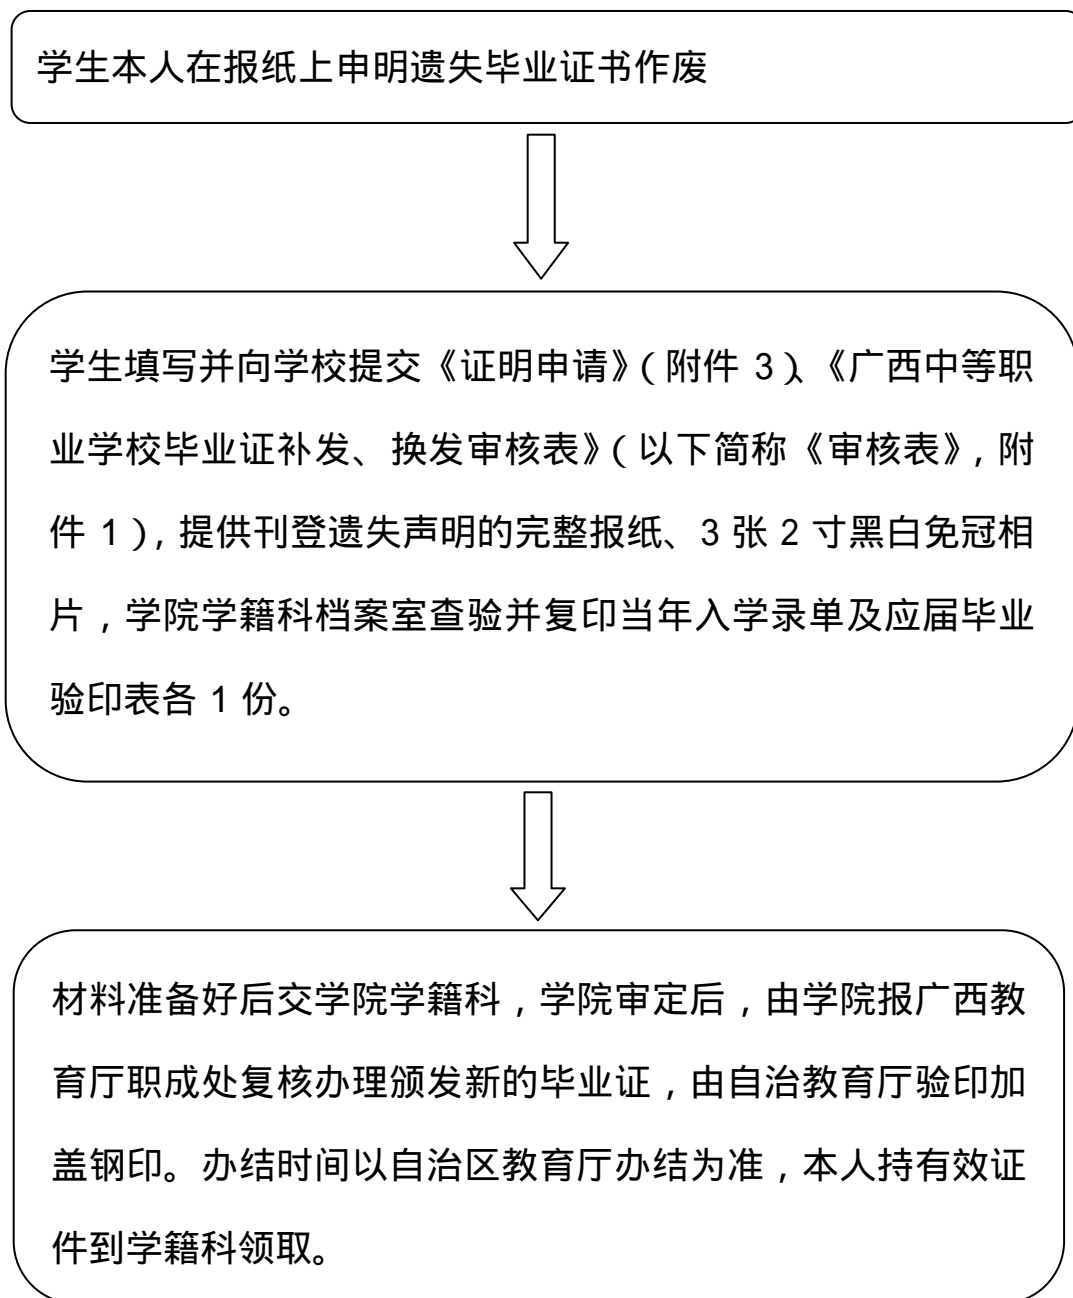 学生本人在报纸上申明遗失毕业证书作废
学生填写并向学校提交《证明申请》（附件 3）、《广西中等职
业学校毕业证补发、换发审核表》（以下简称《审核表》，附
件 1），提供刊登遗失声明的完整报纸、3 张 2 寸黑白免冠相
片，学院学籍科档案室查验并复印当年入学录单及应届毕业
验印表各 1 份。
材料准备好后交学院学籍科，学院审定后，由学院报广西教
育厅职成处复核办理颁发新的毕业证，由自治教育厅验印加
盖钢印。办结时间以自治区教育厅办结为准，本人持有效证
件到学籍科领取。